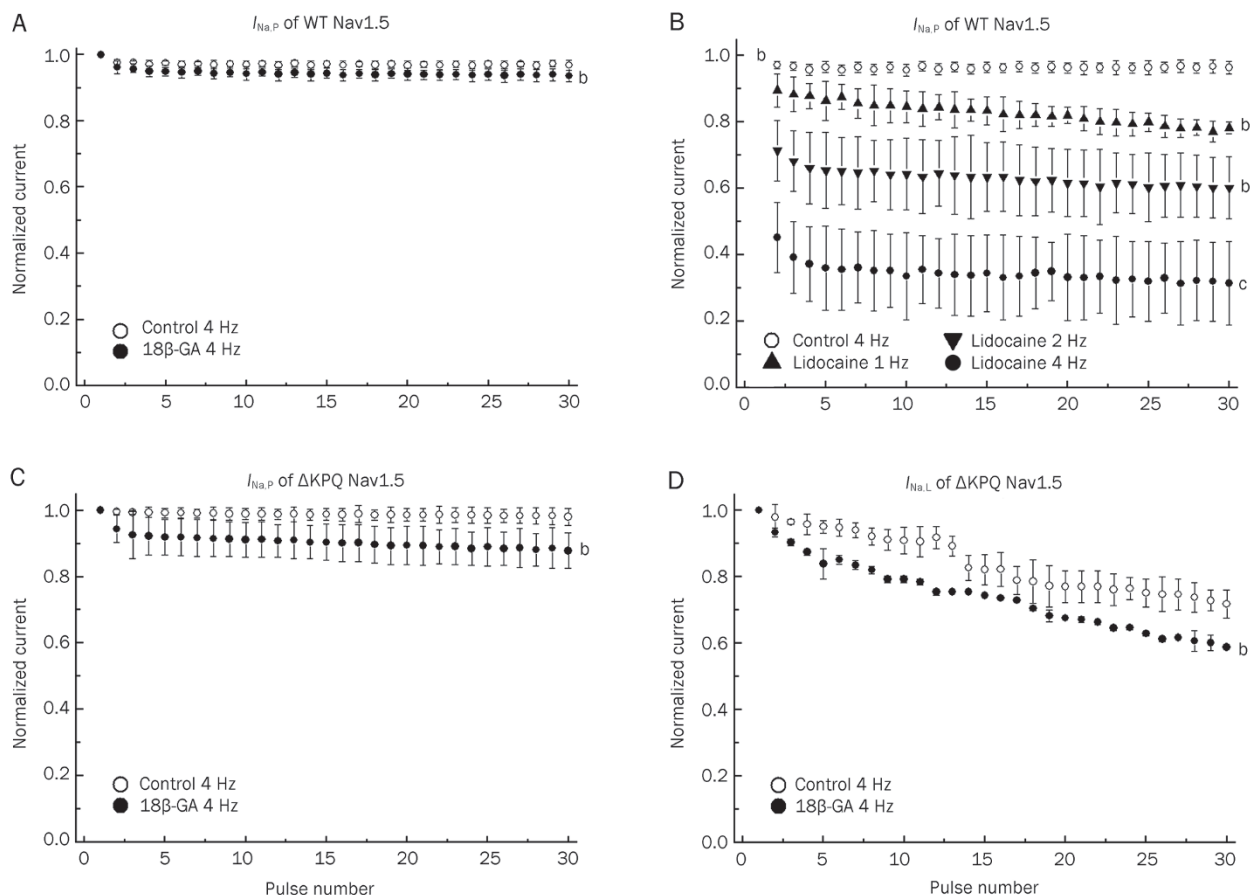 A
I_Na,P of WT Nav1.5
Normalized current
1.0
0.8
0.6
0.4
0.2
0.0
b
Control 4 Hz
18β-GA 4 Hz
0 5 10 15 20 25 30
B
I_Na,P of WT Nav1.5
Normalized current
1.0
0.8
0.6
0.4
0.2
0.0
b
b
b
c
Control 4 Hz Lidocaine 2 Hz
Lidocaine 1 Hz Lidocaine 4 Hz
0 5 10 15 20 25 30
C
I_Na,P of ΔKPQ Nav1.5
Normalized current
1.0
0.8
0.6
0.4
0.2
0.0
b
Control 4 Hz
18β-GA 4 Hz
0 5 10 15 20 25 30
Pulse number
D
I_Na,L of ΔKPQ Nav1.5
Normalized current
1.0
0.8
0.6
0.4
0.2
0.0
b
Control 4 Hz
18β-GA 4 Hz
0 5 10 15 20 25 30
Pulse number